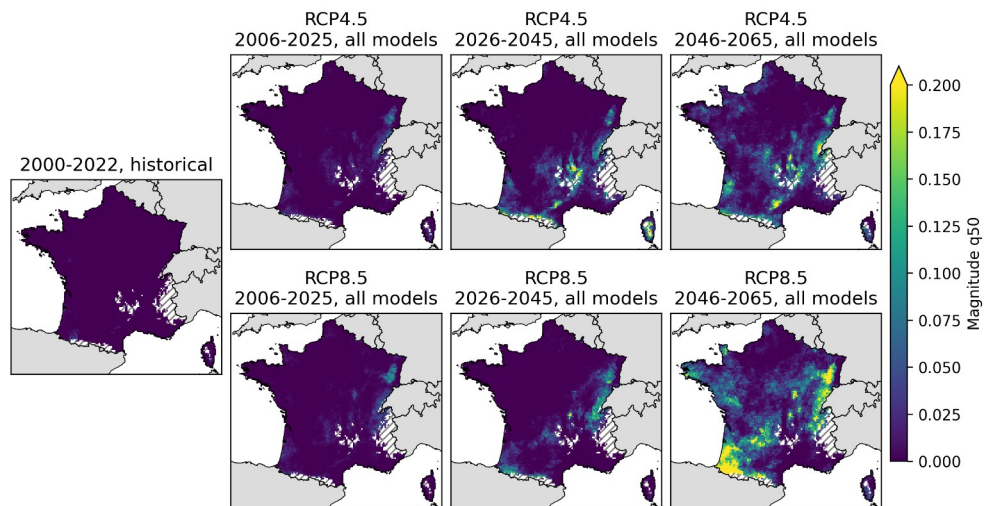 RCP4.5
2006-2025, all models
RCP4.5
2026-2045, all models
RCP4.5
2046-2065, all models
2000-2022, historical
RCP8.5
2006-2025, all models
RCP8.5
2026-2045, all models
RCP8.5
2046-2065, all models
0.200
0.175
0.150
0.125
0.100
0.075
0.050
0.025
0.000
Magnitude q50